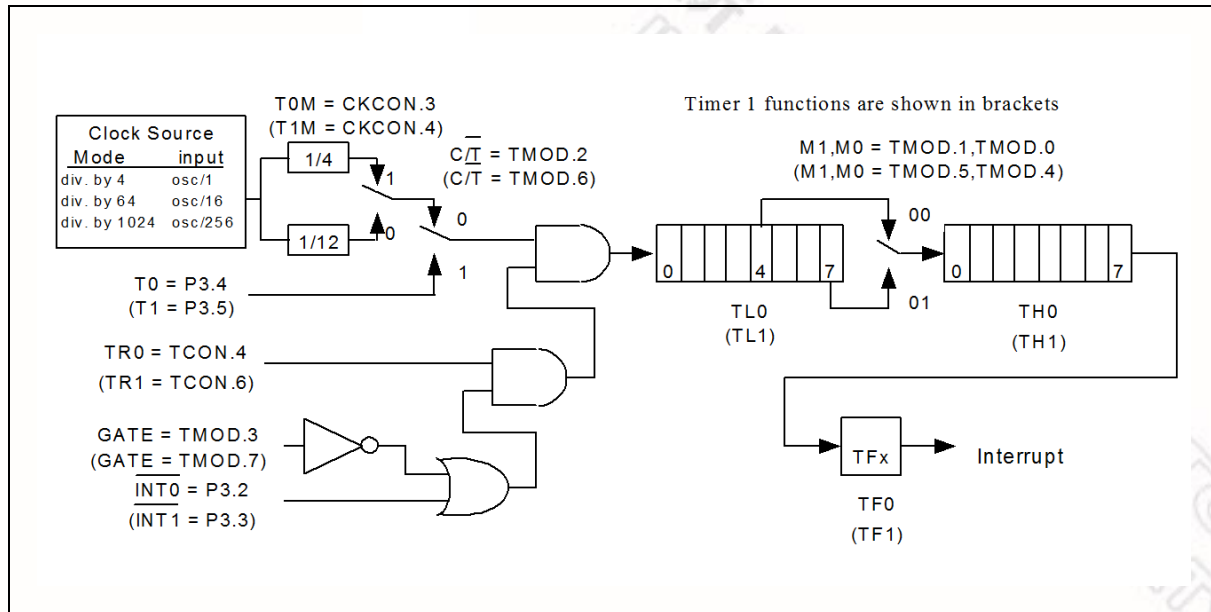 Timer 1 functions are shown in brackets
T0M = CKCON.3
(T1M = CKCON.4)
Clock Source
Mode input
div. by 4 osc/1
div. by 64 osc/16
div. by 1024 osc/256
1/4
1/12
1
0
C/T̅ = TMOD.2
(C/T̅ = TMOD.6)
0
1
M1,M0 = TMOD.1,TMOD.0
(M1,M0 = TMOD.5,TMOD.4)
00
01
0 4 7
TL0
(TL1)
0 7
TH0
(TH1)
T0 = P3.4
(T1 = P3.5)
TR0 = TCON.4
(TR1 = TCON.6)
GATE = TMOD.3
(GATE = TMOD.7)
I̅N̅T̅0̅ = P3.2
(I̅N̅T̅1̅ = P3.3)
TFx
Interrupt
TF0
(TF1)